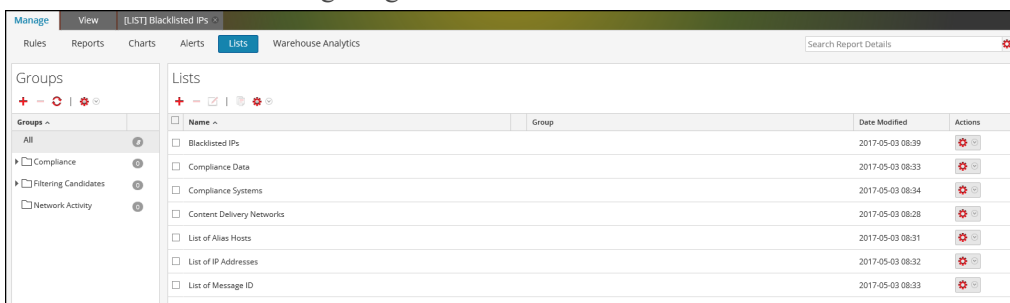 Manage View [LIST] Blacklisted IPs
Rules Reports Charts Alerts Lists Warehouse Analytics Search Report Details
Groups
Lists
Groups
Name Group Date Modified Actions
All
Blacklisted IPs 2017-05-03 08:39
Compliance 0
Compliance Data 2017-05-03 08:33
Filtering Candidates 0
Compliance Systems 2017-05-03 08:34
Network Activity 0
Content Delivery Networks 2017-05-03 08:28
List of Alias Hosts 2017-05-03 08:31
List of IP Addresses 2017-05-03 08:32
List of Message ID 2017-05-03 08:33